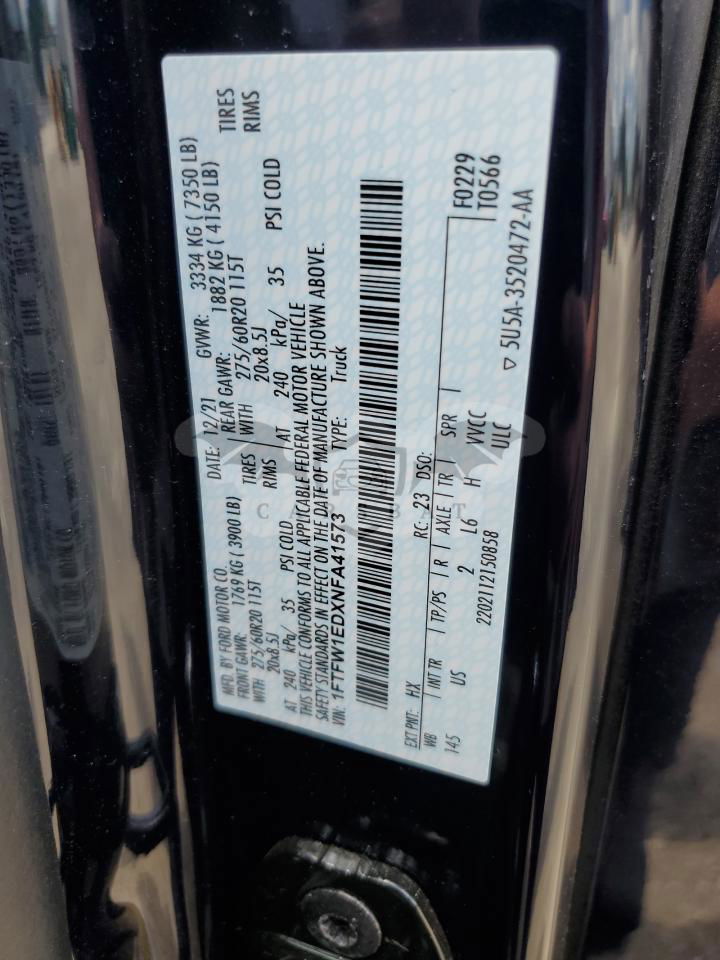 MFD. BY FORD MOTOR CO.
DATE: 12/21
GVWR: 3334 KG ( 7350 LB)
FRONT GAWR: 1769 KG ( 3900 LB)
REAR GAWR: 1882 KG ( 4150 LB)
WITH 275/60R20 115T TIRES
WITH 275/60R20 115T TIRES
20x8.5J RIMS
20x8.5J RIMS
AT 240 kPa/ 35 PSI COLD
AT 240 kPa/ 35 PSI COLD
THIS VEHICLE CONFORMS TO ALL APPLICABLE FEDERAL MOTOR VEHICLE
SAFETY STANDARDS IN EFFECT ON THE DATE OF MANUFACTURE SHOWN ABOVE.
VIN: 1FTFW1EDXNFA41573
TYPE: Truck
EXT PNT: HX
RC: 23 DSO:
F0229
WB INT TR TP/PS R AXLE TR SPR
T0566
145 US 2 L6 H VVCC
2202112150858 ULC
▽ 5U5A-3520472-AA